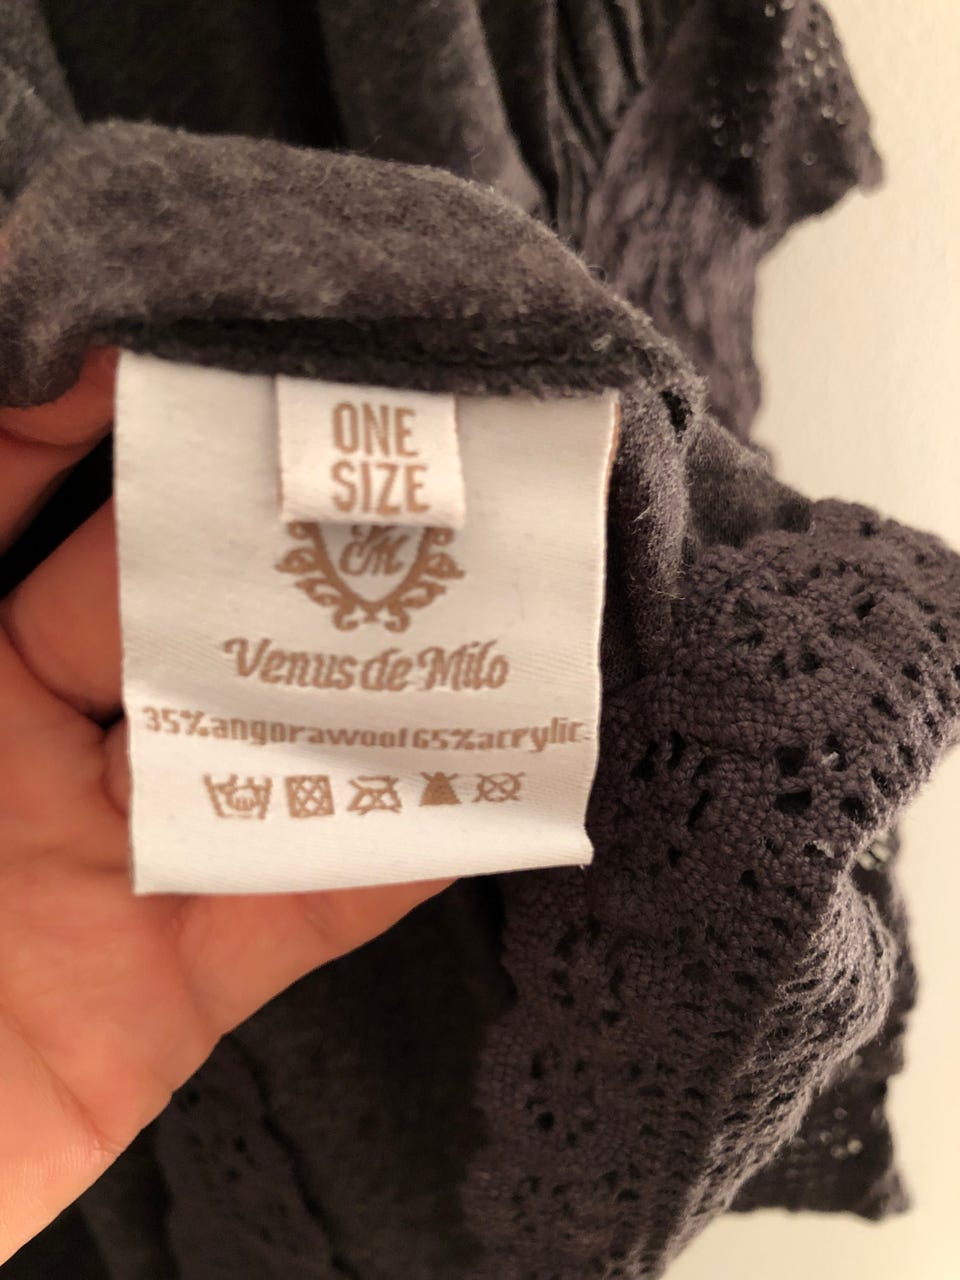 ONE
SIZE
VM
Venus de Milo
35%angorawool65%acrylic